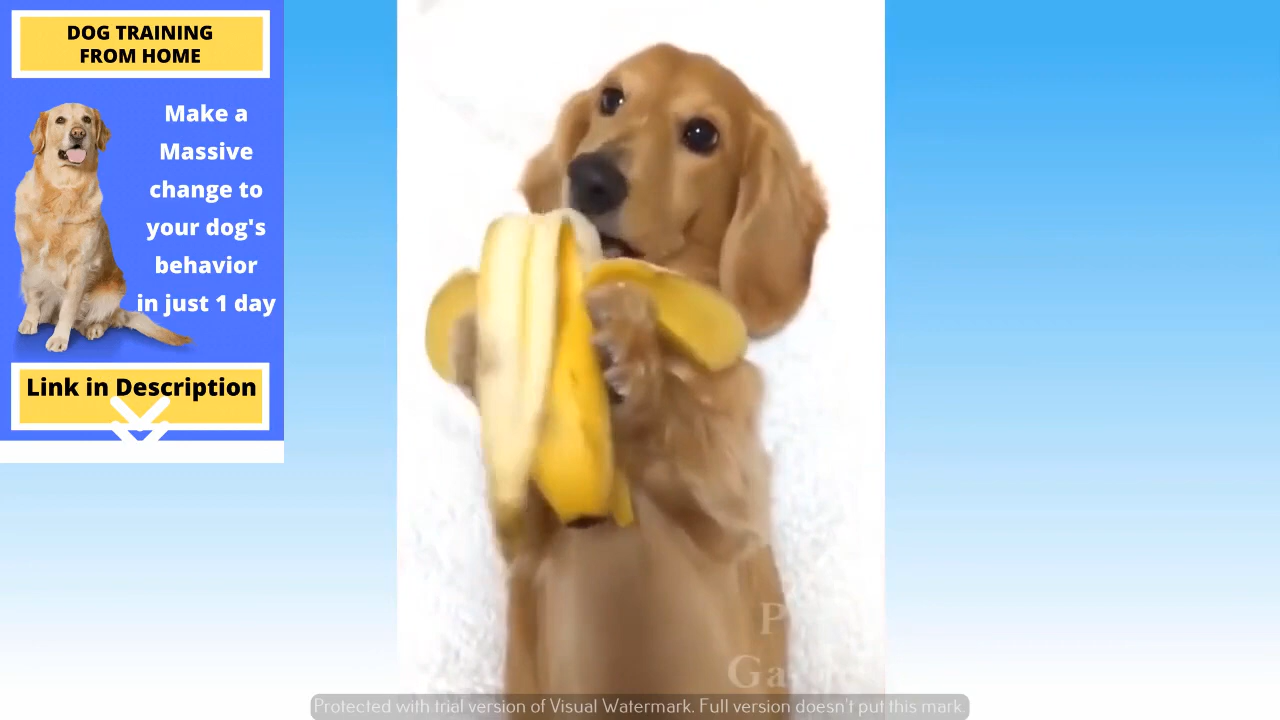 DOG TRAINING
FROM HOME
Make a
Massive
change to
your dog's
behavior
in just 1 day
Link in Description
P
Ga
Protected with trial version of Visual Watermark. Full version doesn't put this mark.